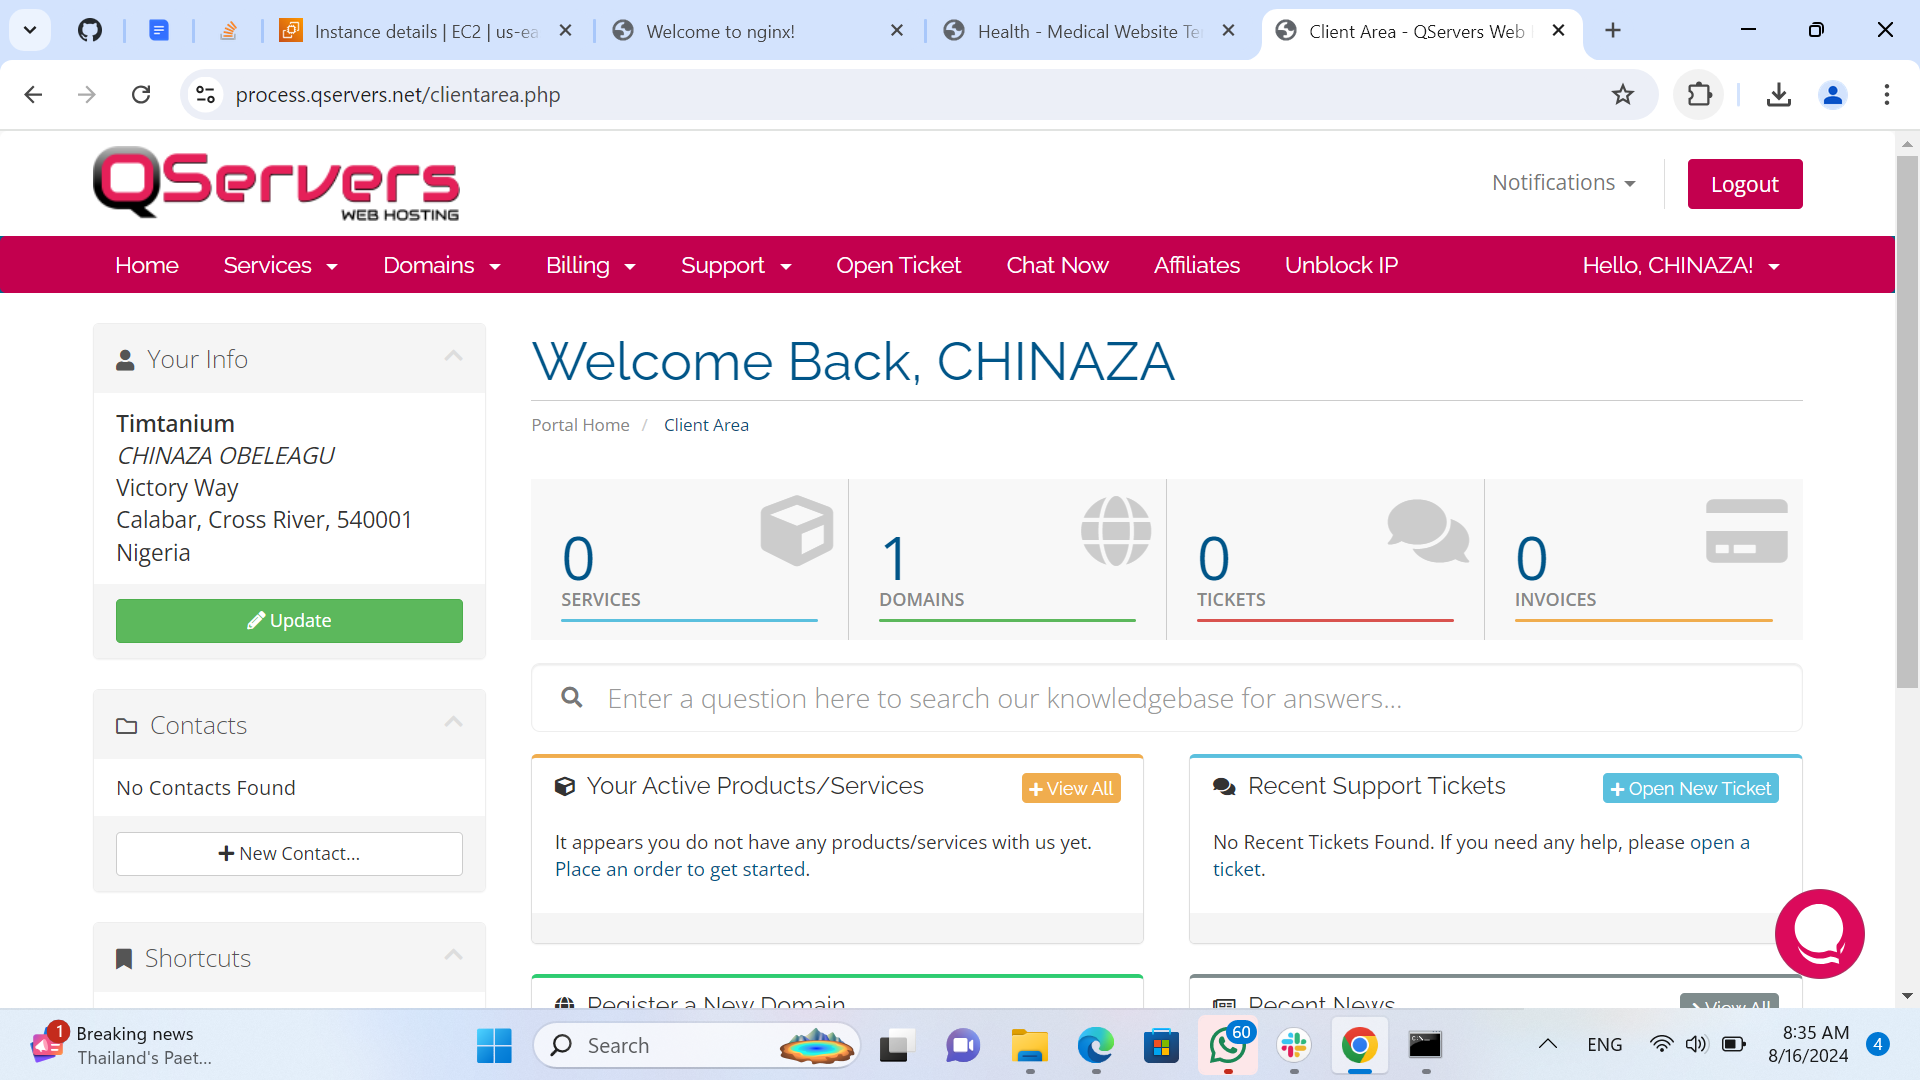 Instance details | EC2 | us-ea
Welcome to nginx!
Health - Medical Website Te
Client Area - QServers Web
process.qservers.net/clientarea.php
QServers
WEB HOSTING
Notifications
Logout
Home
Services
Domains
Billing
Support
Open Ticket
Chat Now
Affiliates
Unblock IP
Hello, CHINAZA!
Your Info
Timtanium
CHINAZA OBELEAGU
Victory Way
Calabar, Cross River, 540001
Nigeria
Update
Contacts
No Contacts Found
New Contact...
Shortcuts
Welcome Back, CHINAZA
Portal Home / Client Area
0
SERVICES
1
DOMAINS
0
TICKETS
0
INVOICES
Enter a question here to search our knowledgebase for answers...
Your Active Products/Services
View All
It appears you do not have any products/services with us yet.
Place an order to get started.
Recent Support Tickets
Open New Ticket
No Recent Tickets Found. If you need any help, please open a
ticket.
Register a New Domain
Recent News
View All
1
Breaking news
Thailand's Paet...
Search
60
ENG
8:35 AM
8/16/2024
4